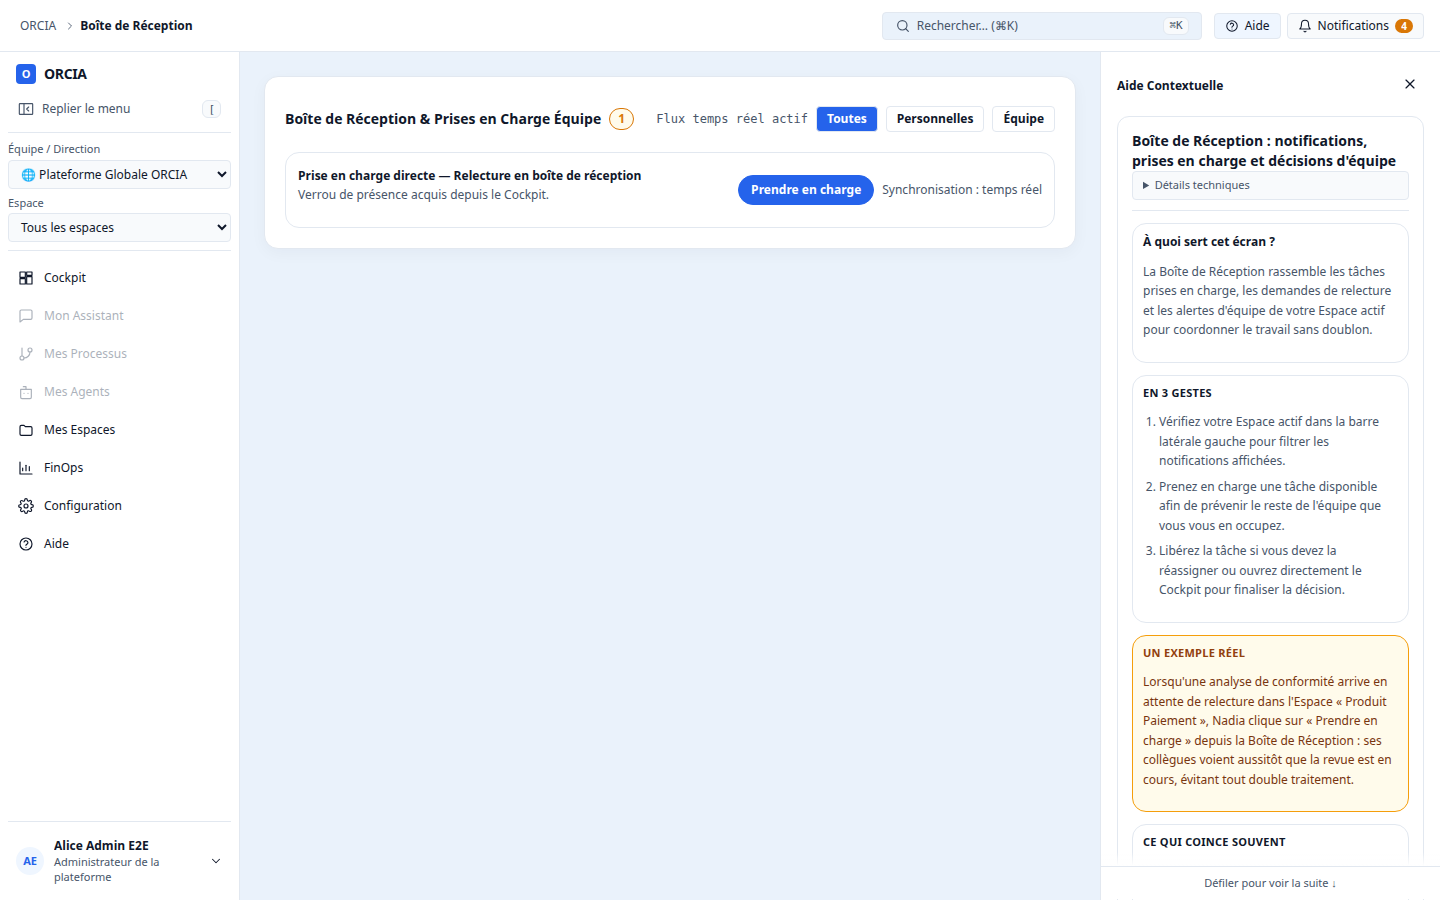 ORCIA > Boîte de Réception
Rechercher... (⌘K) ⌘K
Aide
Notifications 4
O ORCIA
Replier le menu [
Équipe / Direction
🌐 Plateforme Globale ORCIA
Espace
Tous les espaces
Cockpit
Mon Assistant
Mes Processus
Mes Agents
Mes Espaces
FinOps
Configuration
Aide
AE
Alice Admin E2E
Administrateur de la
plateforme
Boîte de Réception & Prises en Charge Équipe 1
Flux temps réel actif
Toutes
Personnelles
Équipe
Prise en charge directe — Relecture en boîte de réception
Verrou de présence acquis depuis le Cockpit.
Prendre en charge
Synchronisation : temps réel
Aide Contextuelle
Boîte de Réception : notifications,
prises en charge et décisions d'équipe
Détails techniques
À quoi sert cet écran ?
La Boîte de Réception rassemble les tâches
prises en charge, les demandes de relecture
et les alertes d'équipe de votre Espace actif
pour coordonner le travail sans doublon.
EN 3 GESTES
1. Vérifiez votre Espace actif dans la barre
latérale gauche pour filtrer les
notifications affichées.
2. Prenez en charge une tâche disponible
afin de prévenir le reste de l'équipe que
vous vous en occupez.
3. Libérez la tâche si vous devez la
réassigner ou ouvrez directement le
Cockpit pour finaliser la décision.
UN EXEMPLE RÉEL
Lorsqu'une analyse de conformité arrive en
attente de relecture dans l'Espace « Produit
Paiement », Nadia clique sur « Prendre en
charge » depuis la Boîte de Réception : ses
collègues voient aussitôt que la revue est en
cours, évitant tout double traitement.
CE QUI COINCE SOUVENT
Défiler pour voir la suite ↓